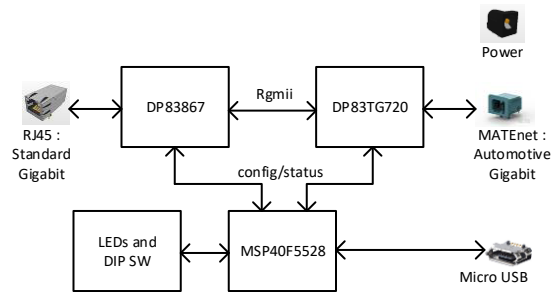 Power
DP83867
Rgmii
DP83TG720
RJ45 :
Standard
Gigabit
MATEnet :
Automotive
Gigabit
config/status
LEDs and
DIP SW
MSP40F5528
Micro USB